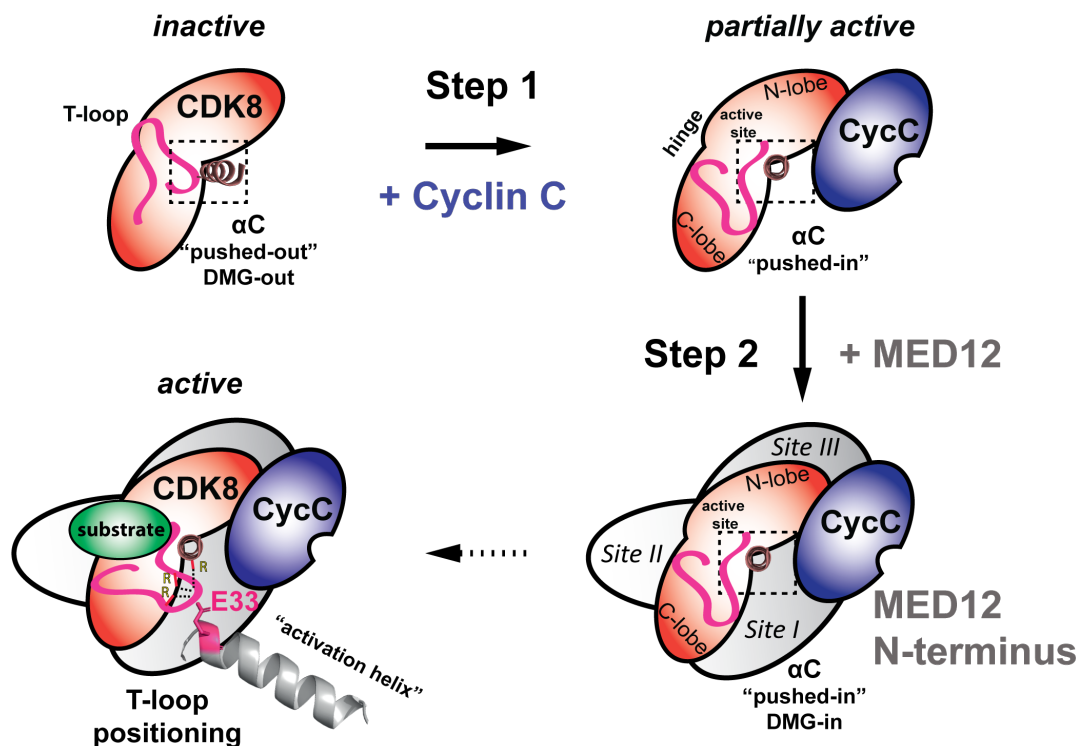 inactive
CDK8
T-loop
αC
“pushed-out”
DMG-out
Step 1
+ Cyclin C
partially active
N-lobe
active
site
hinge
C-lobe
CycC
αC
“pushed-in”
Step 2
+ MED12
Site III
N-lobe
active
site
CycC
Site II
C-lobe
Site I
MED12
N-terminus
αC
“pushed-in”
DMG-in
active
CDK8
CycC
substrate
R
R
R
E33
“activation helix”
T-loop
positioning